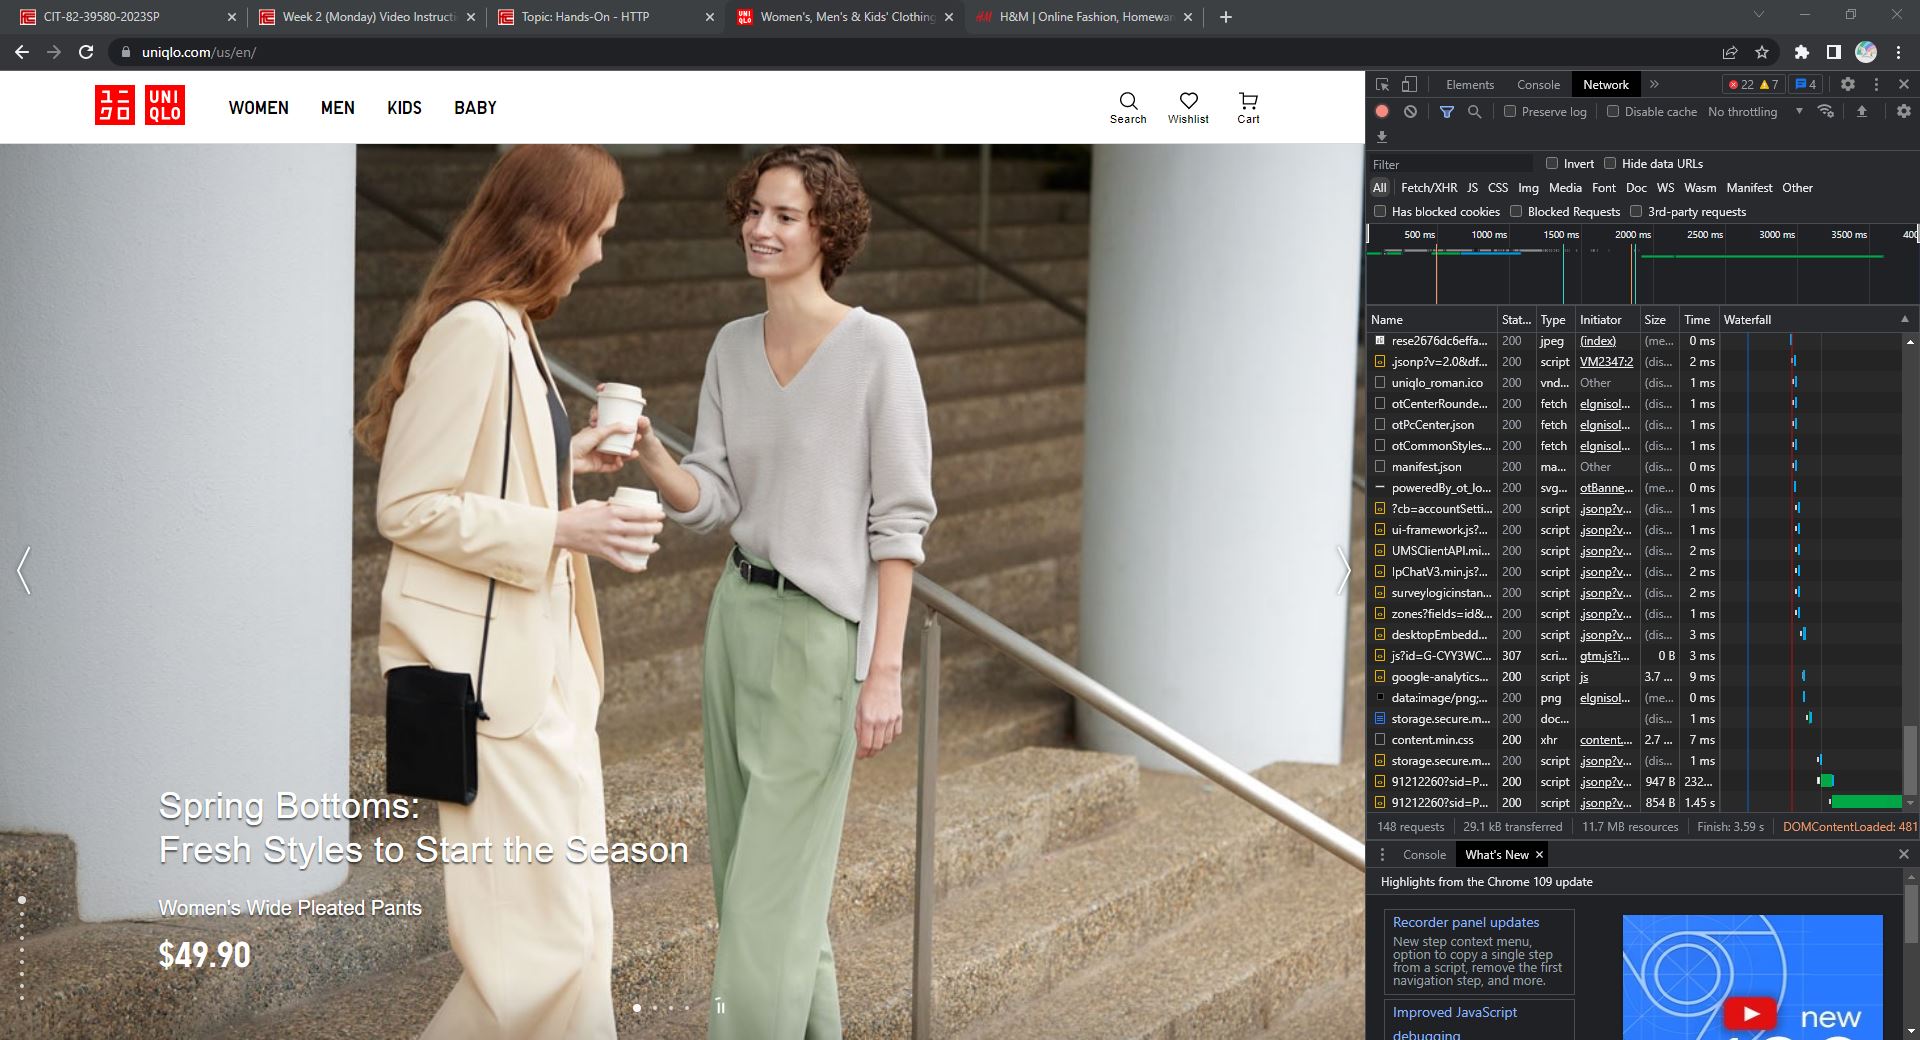 CIT-82-39580-2023SP
Week 2 (Monday) Video Instructi
Topic: Hands-On - HTTP
Women's, Men's & Kids' Clothing
H&M | Online Fashion, Homewar
uniqlo.com/us/en/
ユニクロ
UNIQLO
WOMEN
MEN
KIDS
BABY
Search
Wishlist
Cart
Spring Bottoms:
Fresh Styles to Start the Season
Women's Wide Pleated Pants
$49.90
Elements
Console
Network
22
7
4
Preserve log
Disable cache
No throttling
Filter
Invert
Hide data URLs
All Fetch/XHR JS CSS Img Media Font Doc WS Wasm Manifest Other
Has blocked cookies
Blocked Requests
3rd-party requests
500 ms 1000 ms 1500 ms 2000 ms 2500 ms 3000 ms 3500 ms 400
Name Stat... Type Initiator Size Time Waterfall
rese2676dc6effa... 200 jpeg (index) (me... 0 ms
.jsonp?v=2.0&df... 200 script VM2347:2 (dis... 2 ms
uniqlo_roman.ico 200 vnd... Other (dis... 1 ms
otCenterRounde... 200 fetch elgnisol... (dis... 1 ms
otPcCenter.json 200 fetch elgnisol... (dis... 1 ms
otCommonStyles... 200 fetch elgnisol... (dis... 1 ms
manifest.json 200 ma... Other (dis... 0 ms
poweredBy_ot_lo... 200 svg... otBanne... (me... 0 ms
?cb=accountSetti... 200 script .jsonp?v... (dis... 1 ms
ui-framework.js?... 200 script .jsonp?v... (dis... 1 ms
UMSClientAPI.mi... 200 script .jsonp?v... (dis... 2 ms
lpChatV3.min.js?... 200 script .jsonp?v... (dis... 2 ms
surveylogicinstan... 200 script .jsonp?v... (dis... 2 ms
zones?fields=id&... 200 script .jsonp?v... (dis... 1 ms
desktopEmbedd... 200 script .jsonp?v... (dis... 3 ms
js?id=G-CYY3WC... 307 scri... gtm.js?i... 0 B 3 ms
google-analytics... 200 script js 3.7 ... 9 ms
data:image/png;... 200 png elgnisol... (me... 0 ms
storage.secure.m... 200 doc... (dis... 1 ms
content.min.css 200 xhr content.... 2.7 ... 7 ms
storage.secure.m... 200 script .jsonp?v... (dis... 1 ms
91212260?sid=P... 200 script .jsonp?v... 947 B 232...
91212260?sid=P... 200 script .jsonp?v... 854 B 1.45 s
148 requests 29.1 kB transferred 11.7 MB resources Finish: 3.59 s DOMContentLoaded: 481
Console
What's New
Highlights from the Chrome 109 update
Recorder panel updates
New step context menu,
option to copy a single step
from a script, remove the first
navigation step, and more.
Improved JavaScript
debugging
new